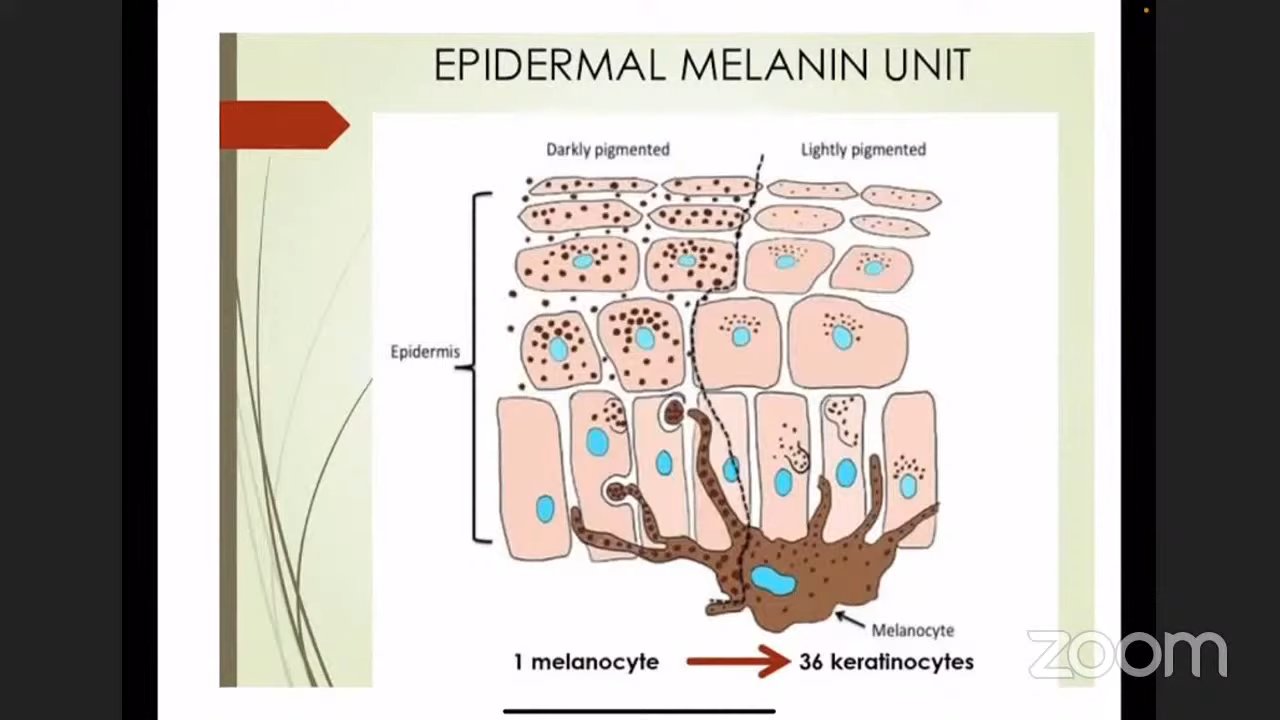 EPIDERMAL MELANIN UNIT
Darkly pigmented
Lightly pigmented
Epidermis
Melanocyte
1 melanocyte
36 keratinocytes
zoom